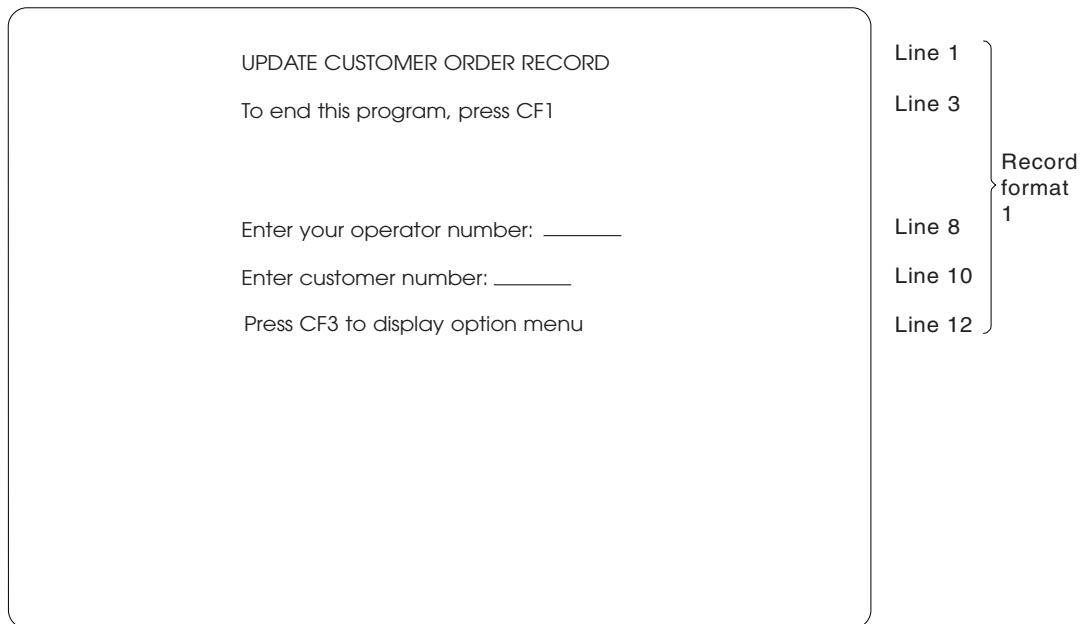 UPDATE CUSTOMER ORDER RECORD
Line 1
To end this program, press CF1
Line 3
Record
format
1
Enter your operator number:
Line 8
Enter customer number:
Line 10
Press CF3 to display option menu
Line 12